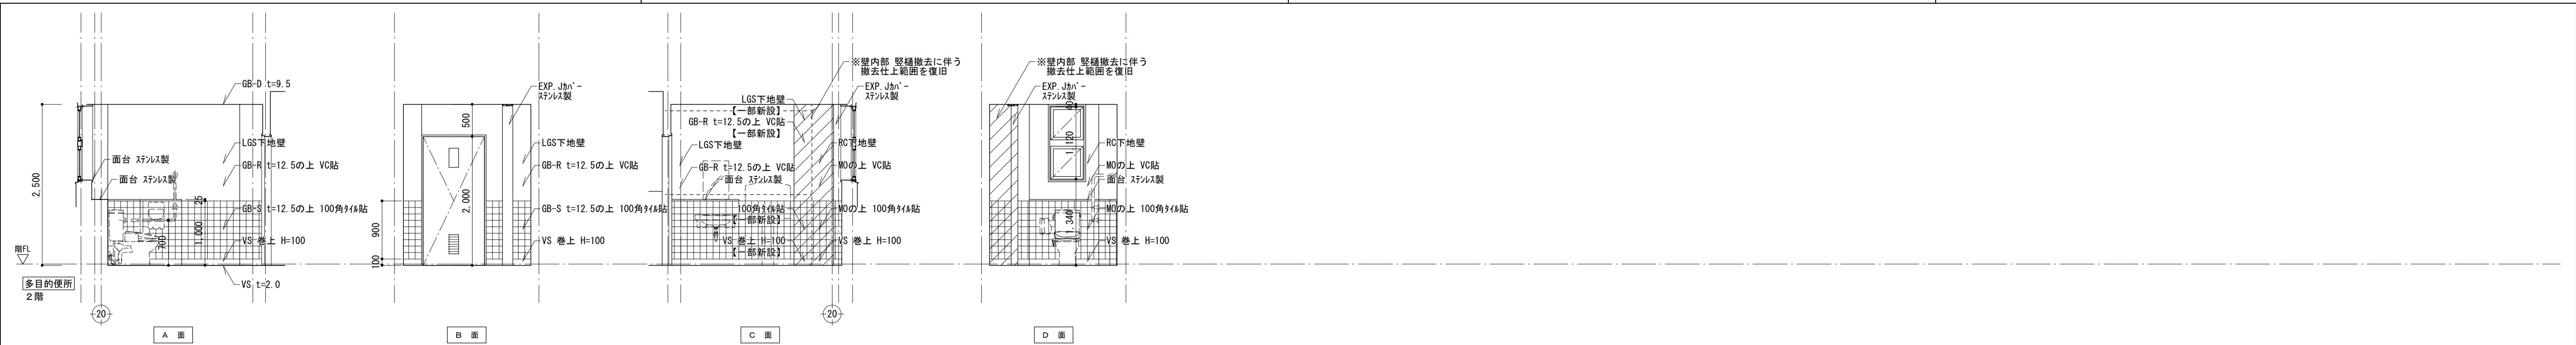 GB-D t=9.5
LGS下地壁
GB-R t=12.5の上 VC貼
面台 ｽﾃﾝﾚｽ製
面台 ｽﾃﾝﾚｽ製
GB-S t=12.5の上 100角ﾀｲﾙ貼
VS 巻上 H=100
VS t=2.0
2,500
25
1,000
700
階FL
多目的便所
2階
20
A 面
EXP.Jｶﾊﾞｰ
ｽﾃﾝﾚｽ製
LGS下地壁
GB-R t=12.5の上 VC貼
GB-S t=12.5の上 100角ﾀｲﾙ貼
VS 巻上 H=100
500
2,000
900
100
B 面
※壁内部 竪樋撤去に伴う
撤去仕上範囲を復旧
EXP.Jｶﾊﾞｰ
ｽﾃﾝﾚｽ製
LGS下地壁
【一部新設】
GB-R t=12.5の上 VC貼
【一部新設】
LGS下地壁
GB-R t=12.5の上 VC貼
面台 ｽﾃﾝﾚｽ製
100角ﾀｲﾙ貼
【一部新設】
VS 巻上 H=100
【一部新設】
RC下地壁
MOの上 VC貼
MOの上 100角ﾀｲﾙ貼
VS 巻上 H=100
20
C 面
※壁内部 竪樋撤去に伴う
撤去仕上範囲を復旧
EXP.Jｶﾊﾞｰ
ｽﾃﾝﾚｽ製
40
1,120
1,340
RC下地壁
MOの上 VC貼
面台 ｽﾃﾝﾚｽ製
MOの上 100角ﾀｲﾙ貼
VS 巻上 H=100
D 面